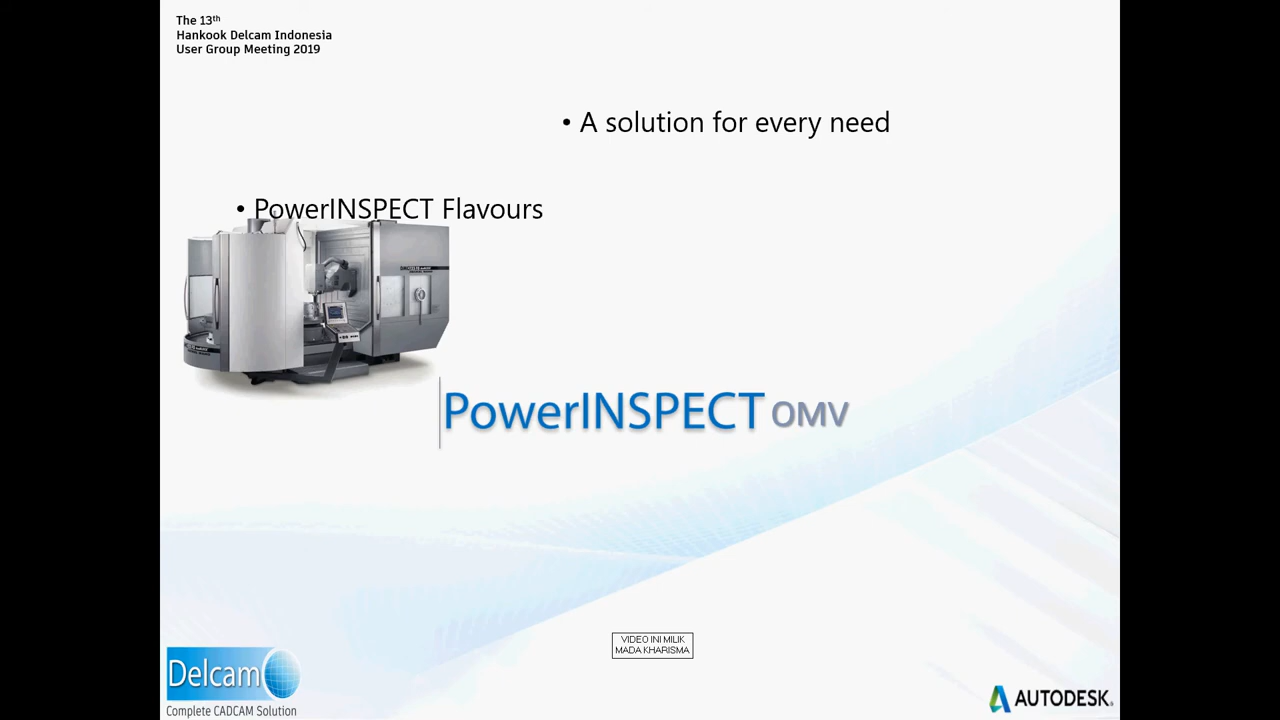 The 13th
Hankook Delcam Indonesia
User Group Meeting 2019
• A solution for every need
• PowerINSPECT Flavours
PowerINSPECT OMV
VIDEO INI MILIK
MADA KHARISMA
Delcam
Complete CADCAM Solution
AUTODESK.